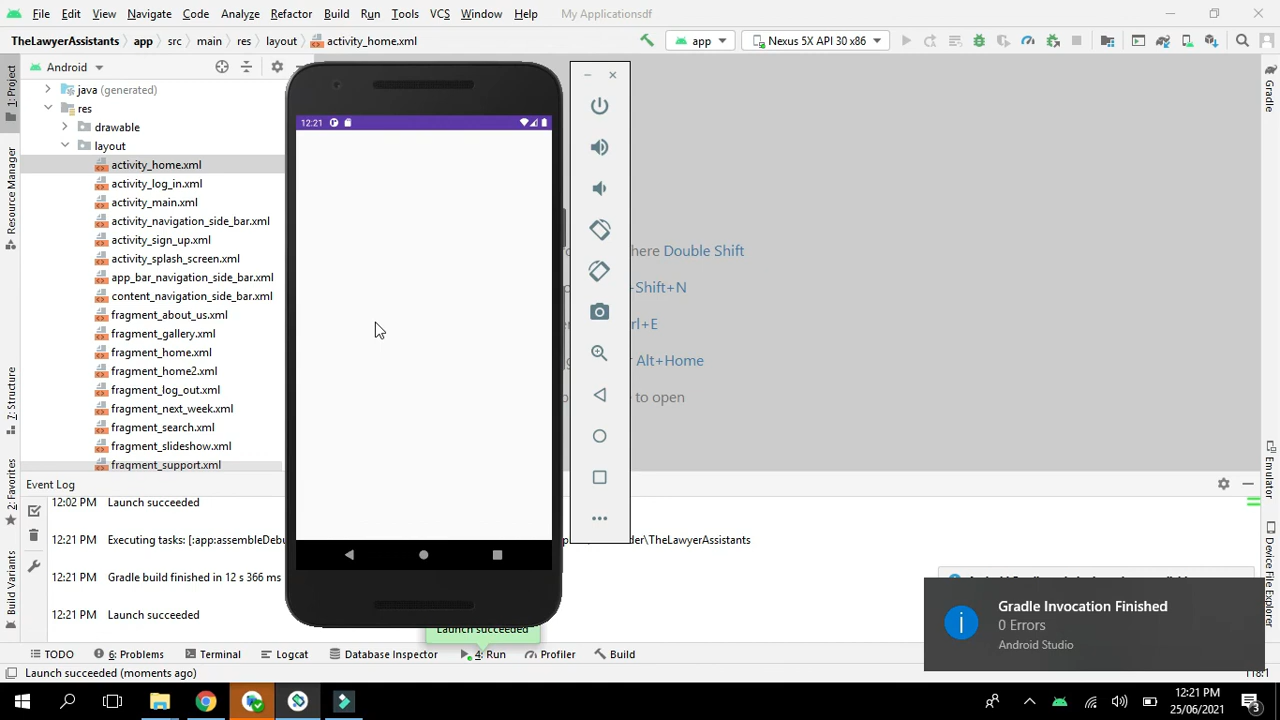 File Edit View Navigate Code Analyze Refactor Build Run Tools VCS Window Help My Applicationsdf
TheLawyerAssistants app src main res layout activity_home.xml app Nexus 5X API 30 x86
1: Project
Resource Manager
7: Structure
2: Favorites
Build Variants
Android
java (generated)
res
drawable
layout
activity_home.xml
activity_log_in.xml
activity_main.xml
activity_navigation_side_bar.xml
activity_sign_up.xml
activity_splash_screen.xml
app_bar_navigation_side_bar.xml
content_navigation_side_bar.xml
fragment_about_us.xml
fragment_gallery.xml
fragment_home.xml
fragment_home2.xml
fragment_log_out.xml
fragment_next_week.xml
fragment_search.xml
fragment_slideshow.xml
fragment_support.xml
12:21
here Double Shift
+Shift+N
rl+E
Alt+Home
to open
Gradle
Emulator
Device File Explorer
Event Log
12:02 PM Launch succeeded
12:21 PM Executing tasks: [:app:assembleDebu der\TheLawyerAssistants
12:21 PM Gradle build finished in 12 s 366 ms
12:21 PM Launch succeeded
Launch succeeded
Gradle Invocation Finished
0 Errors
Android Studio
TODO 6: Problems Terminal Logcat Database Inspector 4: Run Profiler Build
Launch succeeded (moments ago) 118:1
12:21 PM
25/06/2021
3